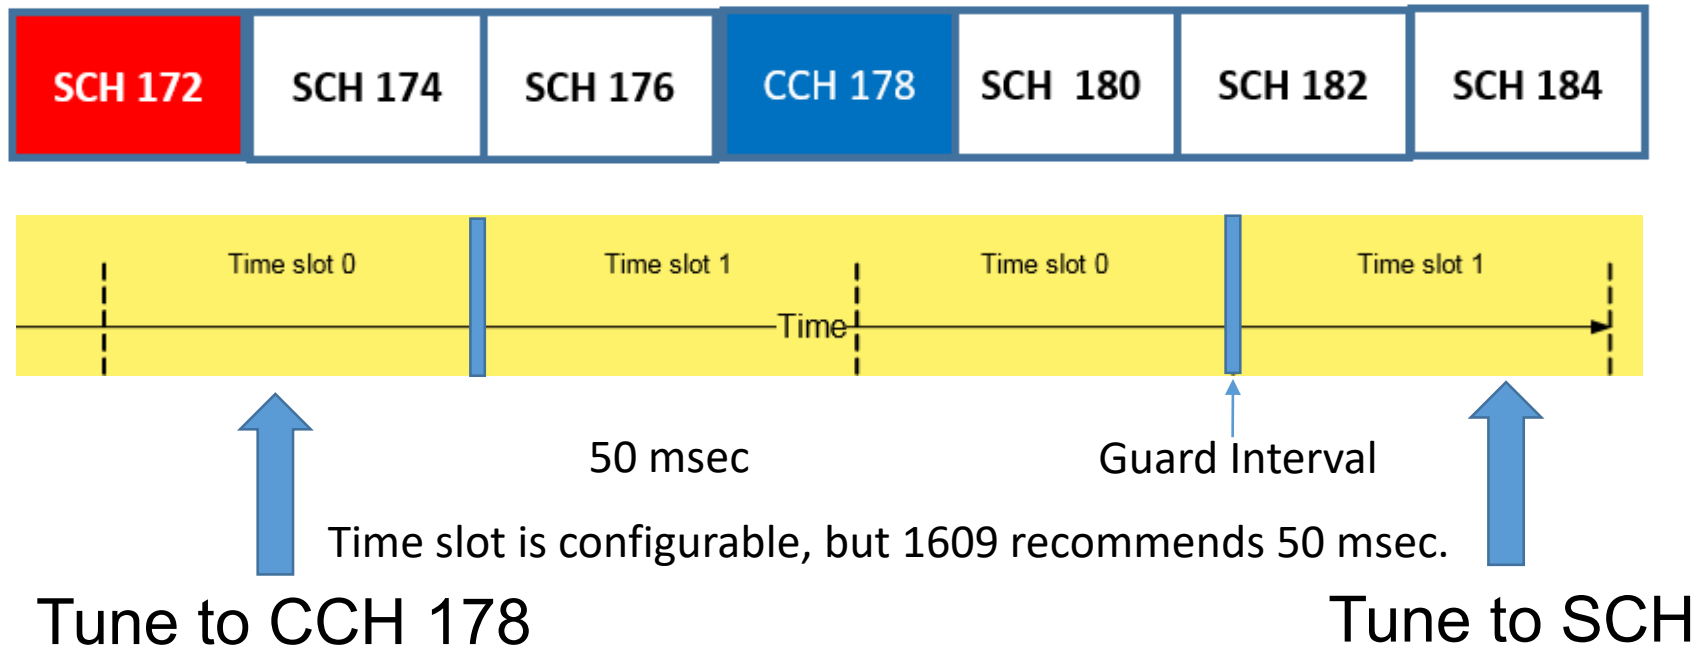 SCH 172 SCH 174 SCH 176 CCH 178 SCH 180 SCH 182 SCH 184
Time slot 0 Time slot 1 Time slot 0 Time slot 1
Time
50 msec Guard Interval
Time slot is configurable, but 1609 recommends 50 msec.
Tune to CCH 178 Tune to SCH